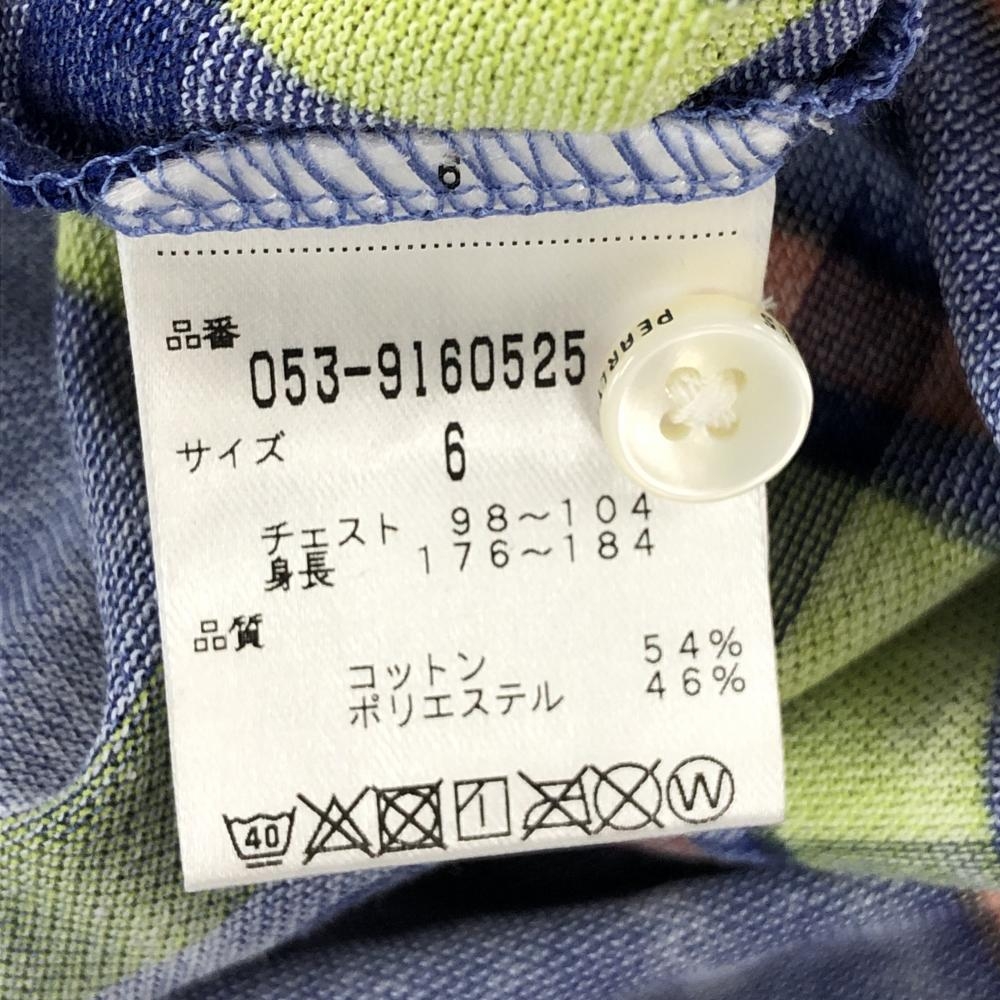 6
品番
053-9160525
サイズ
6
チェスト 98~104
身長 176~184
品質
コットン 54%
ポリエステル 46%
40
W